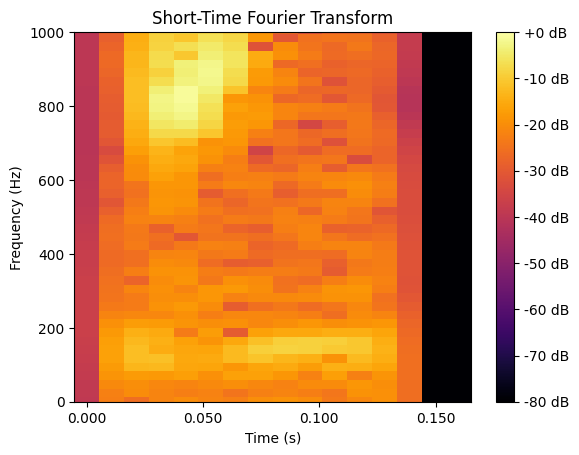 Short-Time Fourier Transform
1000
800
600
400
200
0
Frequency (Hz)
0.000
0.050
0.100
0.150
Time (s)
+0 dB
-10 dB
-20 dB
-30 dB
-40 dB
-50 dB
-60 dB
-70 dB
-80 dB